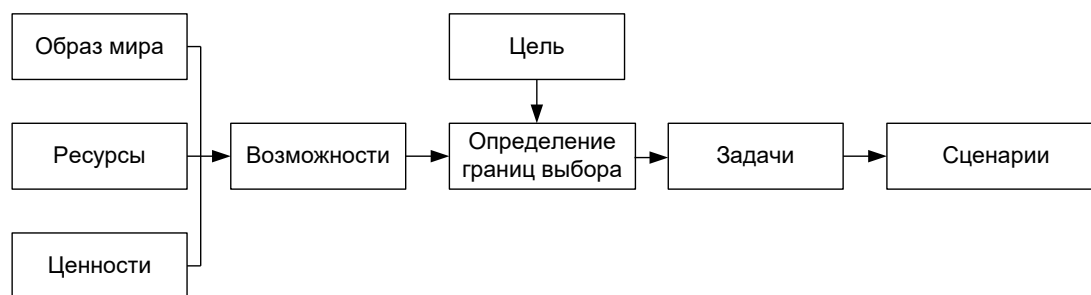 Образ мира
Цель
Ресурсы
Возможности
Определение
границ выбора
Задачи
Сценарии
Ценности